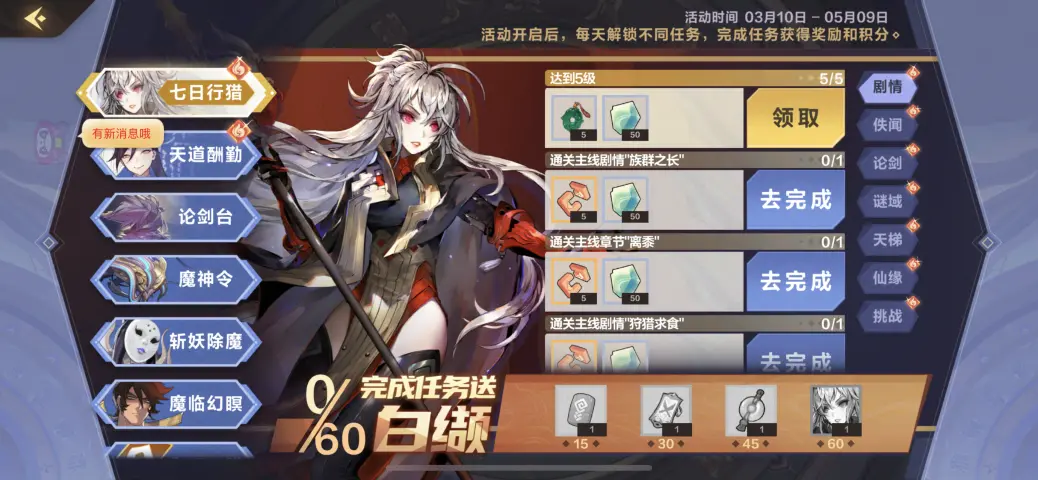 活动时间 03月10日 - 05月09日
活动开启后，每天解锁不同任务，完成任务获得奖励和积分。
七日行猎
有新消息哦
天道酬勤
论剑台
魔神令
斩妖除魔
魔临幻瞑
达到5级
5/5
5
50
领取
通关主线剧情"族群之长"
0/1
5
50
去完成
通关主线章节"离黍"
0/1
5
50
去完成
通关主线剧情"狩猎求食"
0/1
去完成
剧情
佚闻
论剑
谜域
天梯
仙缘
挑战
0/60
完成任务送
白缬
1
15
1
30
1
45
1
60